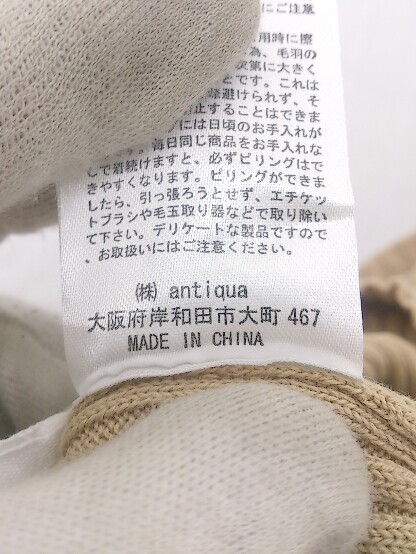 にご注意
用時に擦
為、毛羽の
次第に大きく
とです。これは
避けられず、そ
止することはできま
には日頃のお手入れが
毎日同じ商品をお手入れな
しで着続けますと、必ずピリングはで
きやすくなります。ピリングができま
したら、引っ張ろうとせず、エチケッ
トブラシや毛玉取り器などで取り除い
て下さい。デリケートな製品ですので
、お取扱いにはご注意ください。
(株) antiqua
大阪府岸和田市大町 467
MADE IN CHINA